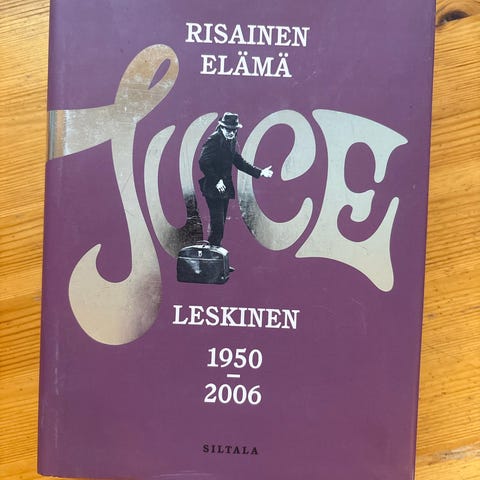 RISAINEN
ELÄMÄ
JUICE
LESKINEN
1950
–
2006
SILTALA